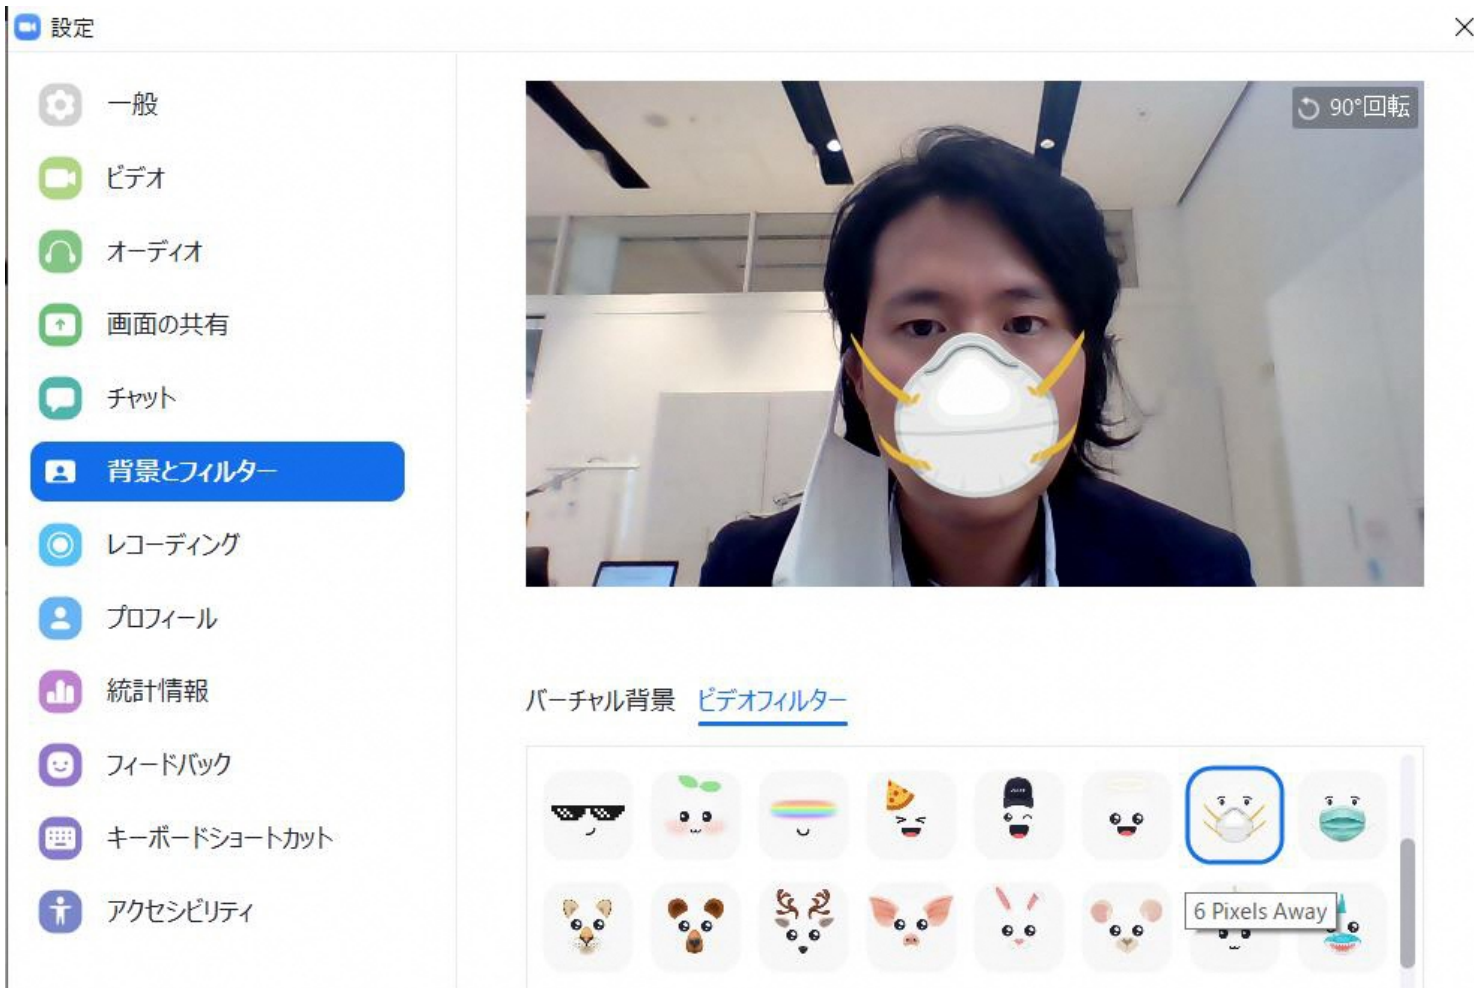 設定
一般
ビデオ
オーディオ
画面の共有
チャット
背景とフィルター
レコーディング
プロフィール
統計情報
フィードバック
キーボードショートカット
アクセシビリティ
90°回転
バーチャル背景 ビデオフィルター
6 Pixels Away